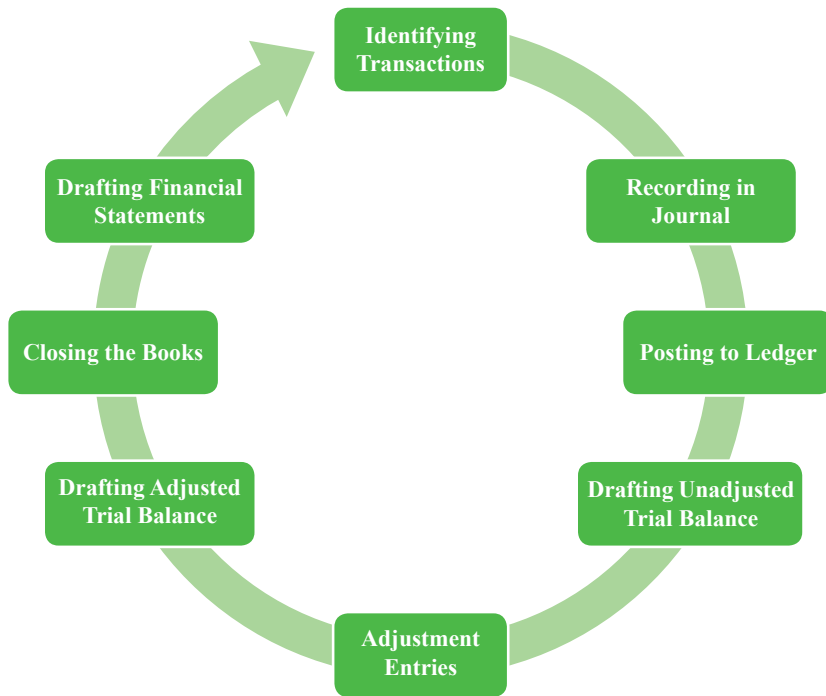 Identifying
Transactions
Recording in
Journal
Posting to Ledger
Drafting Unadjusted
Trial Balance
Adjustment
Entries
Drafting Adjusted
Trial Balance
Closing the Books
Drafting Financial
Statements